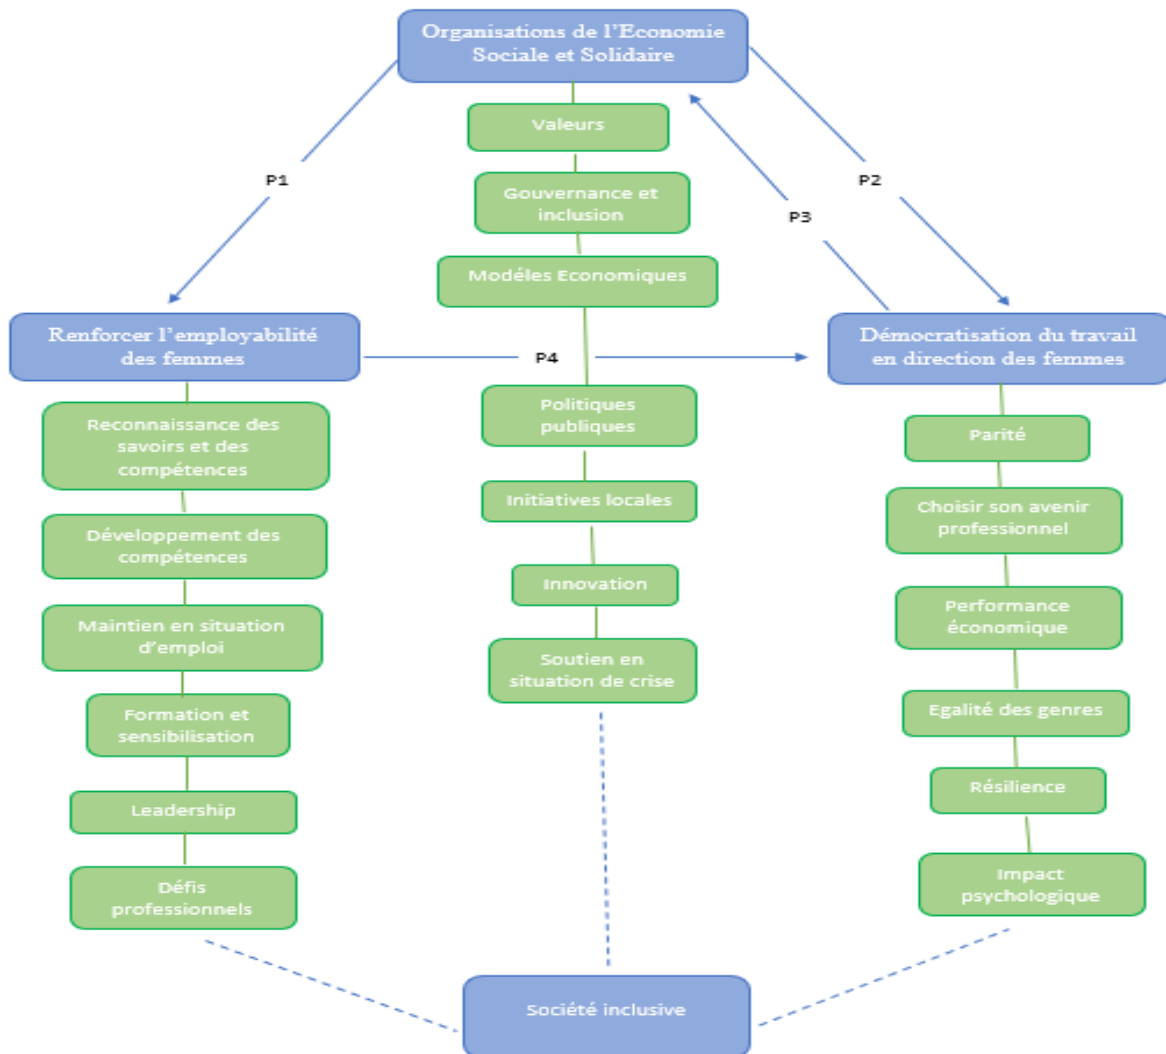 Organisations de l'Economie
Sociale et Solidaire
Valeurs
P1
P2
Gouvernance et
inclusion
P3
Modéles Economiques
Renforcer l'employabilité
des femmes
P4
Démocratisation du travail
en direction des femmes
Reconnaissance des
savoirs et des
compétences
Développement des
compétences
Maintien en situation
d'emploi
Formation et
sensibilisation
Leadership
Défis
professionnels
Politiques
publiques
Initiatives locales
Innovation
Soutien en
situation de crise
Parité
Choisir son avenir
professionnel
Performance
économique
Egalité des genres
Résilience
Impact
psychologique
Société inclusive